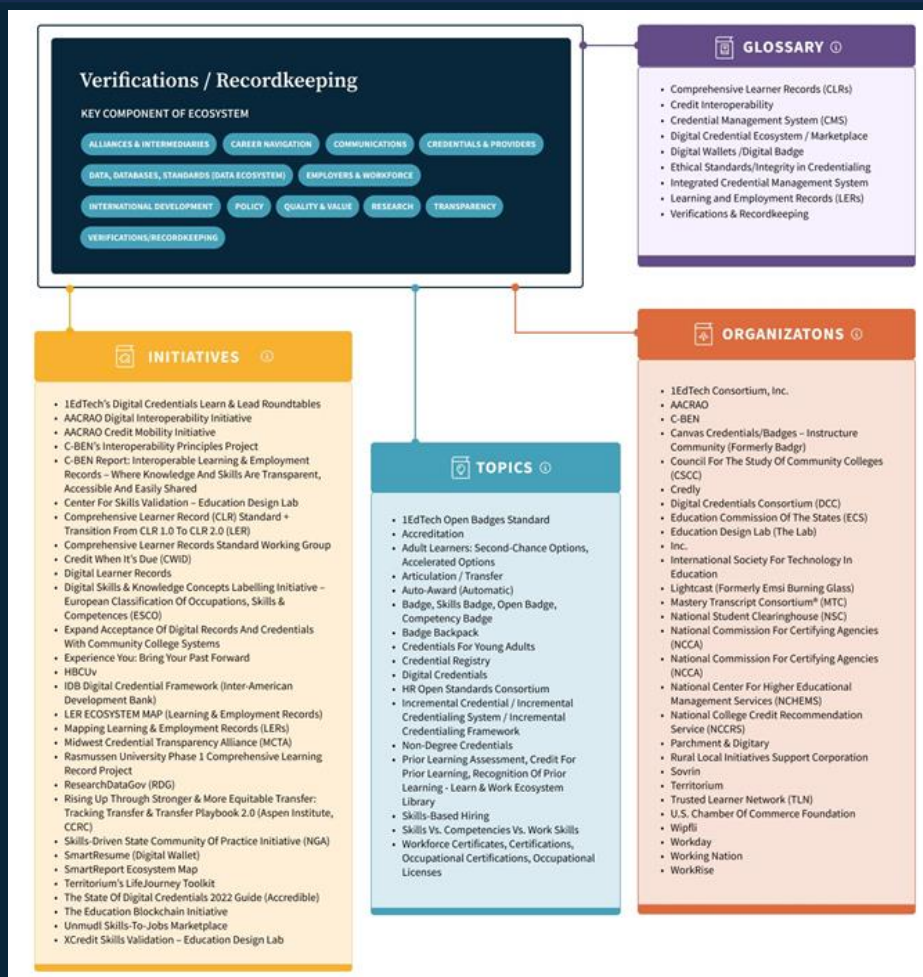 Verifications / Recordkeeping
KEY COMPONENT OF ECOSYSTEM
ALLIANCES & INTERMEDIARIES
CAREER NAVIGATION
COMMUNICATIONS
CREDENTIALS & PROVIDERS
DATA, DATABASES, STANDARDS (DATA ECOSYSTEM)
EMPLOYERS & WORKFORCE
INTERNATIONAL DEVELOPMENT
POLICY
QUALITY & VALUE
RESEARCH
TRANSPARENCY
VERIFICATIONS/RECORDKEEPING
GLOSSARY
• Comprehensive Learner Records (CLRs)
• Credit Interoperability
• Credential Management System (CMS)
• Digital Credential Ecosystem / Marketplace
• Digital Wallets /Digital Badge
• Ethical Standards/Integrity in Credentialing
• Integrated Credential Management System
• Learning and Employment Records (LERs)
• Verifications & Recordkeeping
INITIATIVES
• 1EdTech's Digital Credentials Learn & Lead Roundtables
• AACRAO Digital Interoperability Initiative
• AACRAO Credit Mobility Initiative
• C-BEN's Interoperability Principles Project
• C-BEN Report: Interoperable Learning & Employment
Records – Where Knowledge And Skills Are Transparent,
Accessible And Easily Shared
• Center For Skills Validation – Education Design Lab
• Comprehensive Learner Record (CLR) Standard +
Transition From CLR 1.0 To CLR 2.0 (LER)
• Comprehensive Learner Records Standard Working Group
• Credit When It's Due (CWID)
• Digital Learner Records
• Digital Skills & Knowledge Concepts Labelling Initiative –
European Classification Of Occupations, Skills &
Competences (ESCO)
• Expand Acceptance Of Digital Records And Credentials
With Community College Systems
• Experience You: Bring Your Past Forward
• HBCUv
• IDB Digital Credential Framework (Inter-American
Development Bank)
• LER ECOSYSTEM MAP (Learning & Employment Records)
• Mapping Learning & Employment Records (LERs)
• Midwest Credential Transparency Alliance (MCTA)
• Rasmussen University Phase 1 Comprehensive Learning
Record Project
• ResearchDataGov (RDG)
• Rising Up Through Stronger & More Equitable Transfer:
Tracking Transfer & Transfer Playbook 2.0 (Aspen Institute,
CCRC)
• Skills-Driven State Community Of Practice Initiative (NGA)
• SmartResume (Digital Wallet)
• SmartReport Ecosystem Map
• Territorium's LifeJourney Toolkit
• The State Of Digital Credentials 2022 Guide (Accredible)
• The Education Blockchain Initiative
• Unmudl Skills-To-Jobs Marketplace
• XCredit Skills Validation – Education Design Lab
TOPICS
• 1EdTech Open Badges Standard
• Accreditation
• Adult Learners: Second-Chance Options,
Accelerated Options
• Articulation / Transfer
• Auto-Award (Automatic)
• Badge, Skills Badge, Open Badge,
Competency Badge
• Badge Backpack
• Credentials For Young Adults
• Credential Registry
• Digital Credentials
• HR Open Standards Consortium
• Incremental Credential / Incremental
Credentialing System / Incremental
Credentialing Framework
• Non-Degree Credentials
• Prior Learning Assessment, Credit For
Prior Learning, Recognition Of Prior
Learning - Learn & Work Ecosystem
Library
• Skills-Based Hiring
• Skills Vs. Competencies Vs. Work Skills
• Workforce Certificates, Certifications,
Occupational Certifications, Occupational
Licenses
ORGANIZATONS
• 1EdTech Consortium, Inc.
• AACRAO
• C-BEN
• Canvas Credentials/Badges – Instructure
Community (Formerly Badgr)
• Council For The Study Of Community Colleges
(CSCC)
• Credly
• Digital Credentials Consortium (DCC)
• Education Commission Of The States (ECS)
• Education Design Lab (The Lab)
• Inc.
• International Society For Technology In
Education
• Lightcast (Formerly Emsi Burning Glass)
• Mastery Transcript Consortium® (MTC)
• National Student Clearinghouse (NSC)
• National Commission For Certifying Agencies
(NCCA)
• National Commission For Certifying Agencies
(NCCA)
• National Center For Higher Educational
Management Services (NCHEMS)
• National College Credit Recommendation
Service (NCCRS)
• Parchment & Digitary
• Rural Local Initiatives Support Corporation
• Sovrin
• Territorium
• Trusted Learner Network (TLN)
• U.S. Chamber Of Commerce Foundation
• Wipfli
• Workday
• Working Nation
• WorkRise